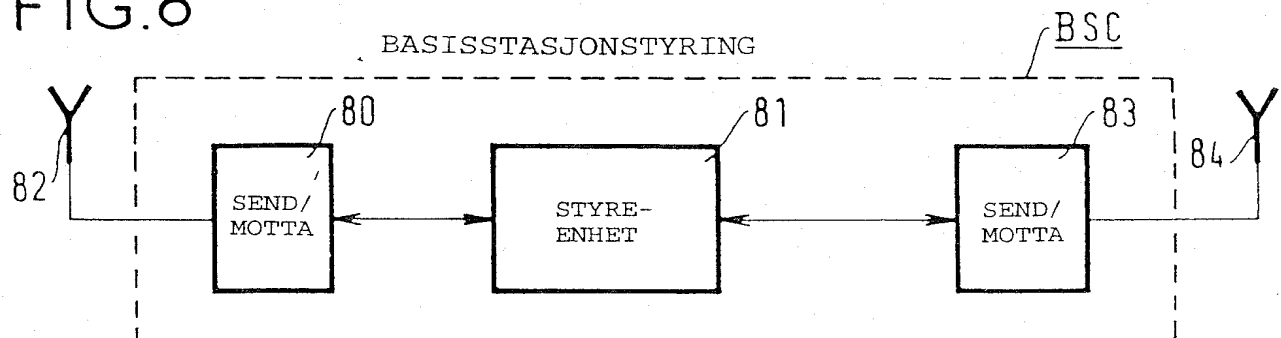 FIG.6
BASISSTASJONSTYRING
BSC
80
81
83
82
84
SEND/
MOTTA
STYRE-
ENHET
SEND/
MOTTA